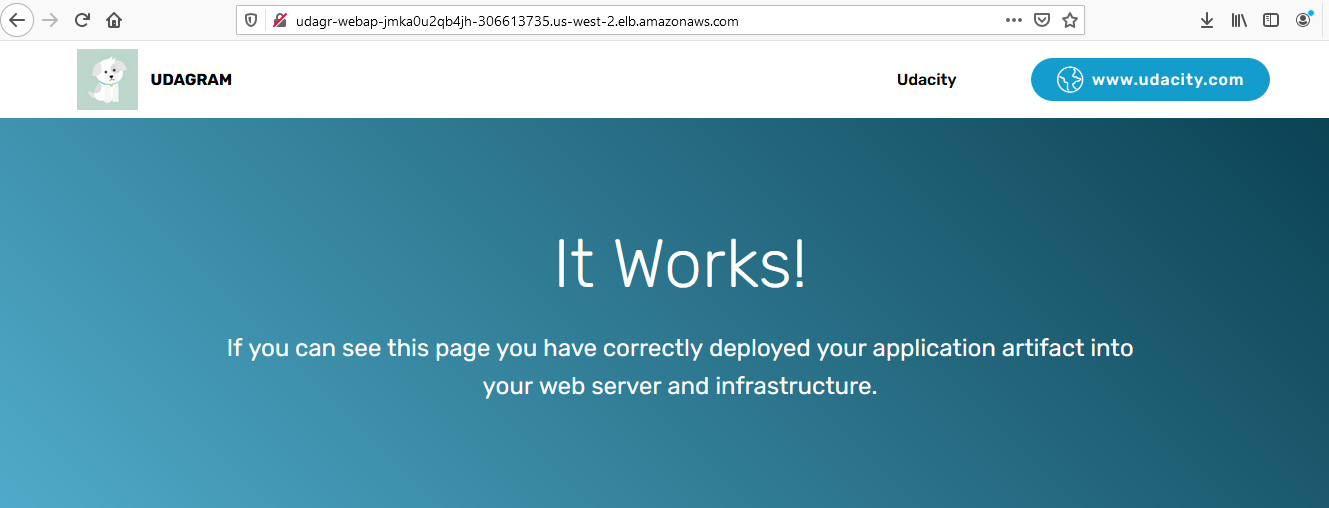 udagr-webap-jmka0u2qb4jh-306613735.us-west-2.elb.amazonaws.com
UDAGRAM
Udacity
www.udacity.com
It Works!
If you can see this page you have correctly deployed your application artifact into
your web server and infrastructure.